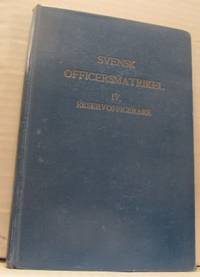 SVENSK
OFFICERSMATRIKEL
IV.
RESERVOFFICERARE